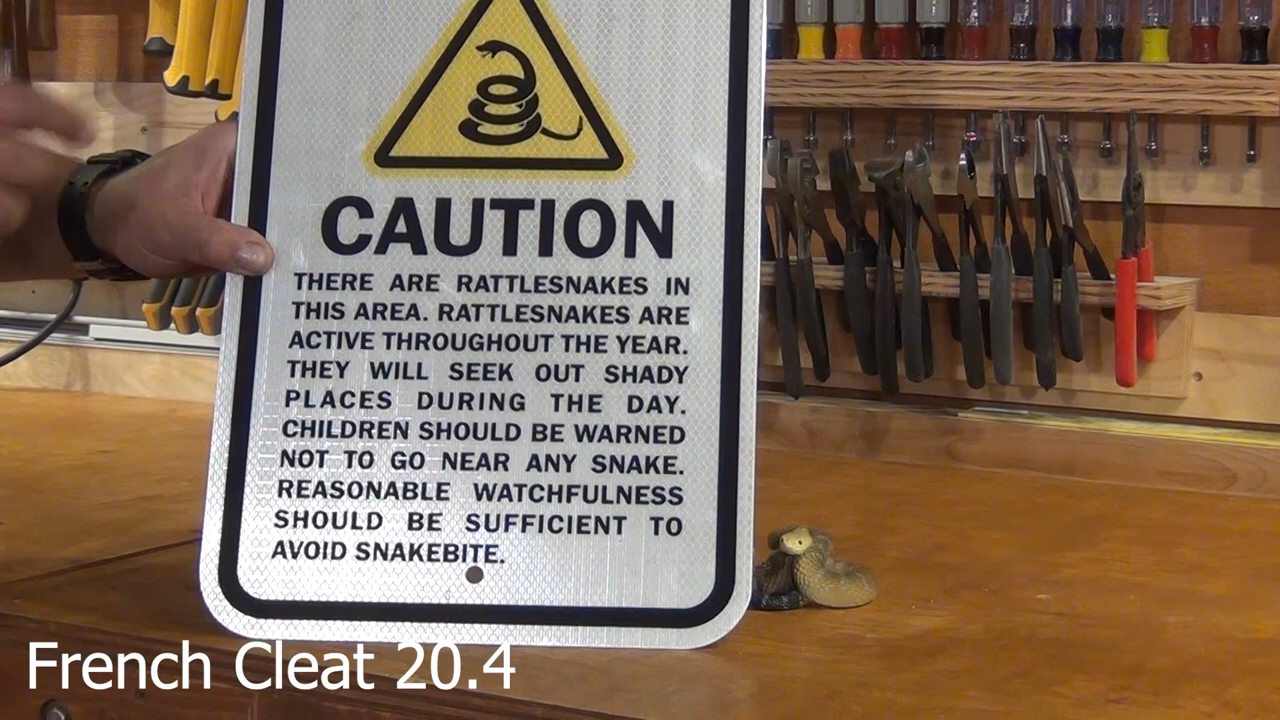 CAUTION
THERE ARE RATTLESNAKES IN
THIS AREA. RATTLESNAKES ARE
ACTIVE THROUGHOUT THE YEAR.
THEY WILL SEEK OUT SHADY
PLACES DURING THE DAY.
CHILDREN SHOULD BE WARNED
NOT TO GO NEAR ANY SNAKE.
REASONABLE WATCHFULNESS
SHOULD BE SUFFICIENT TO
AVOID SNAKEBITE.
French Cleat 20.4